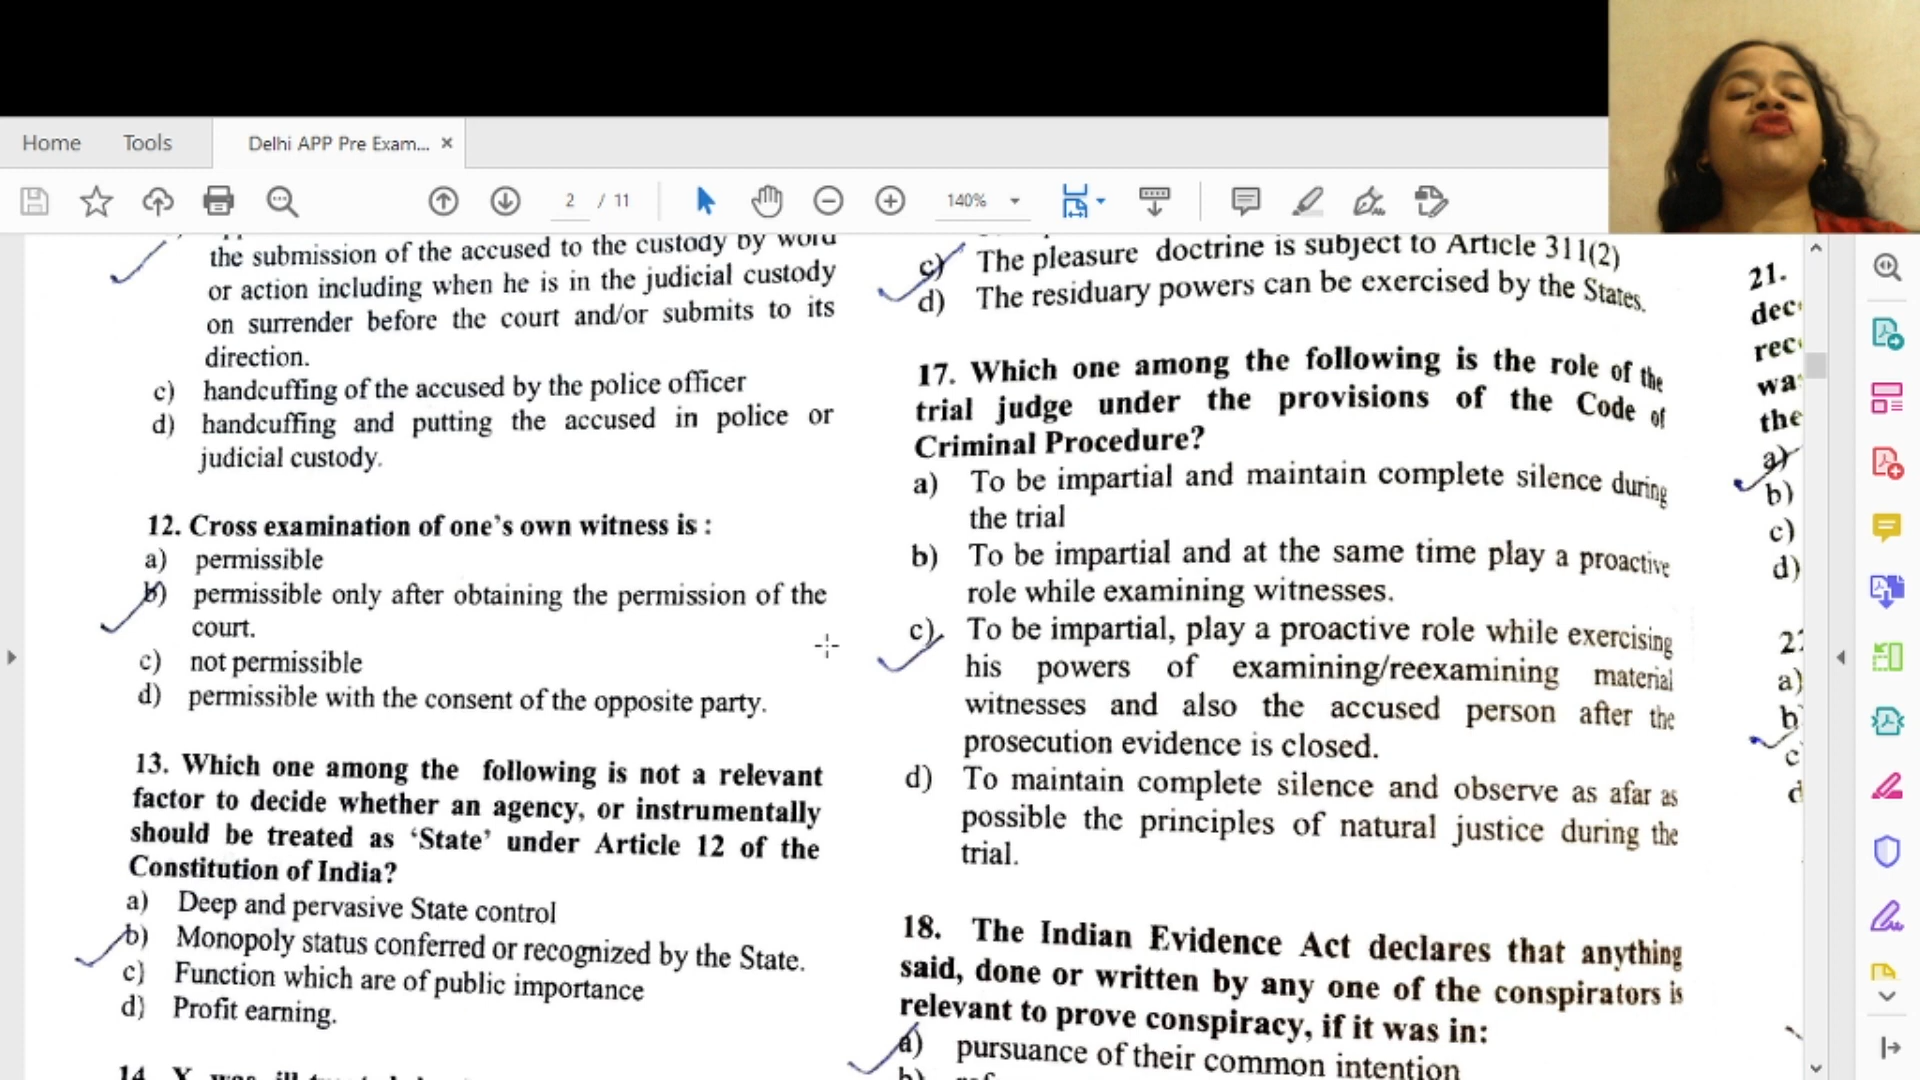 Home
Tools
Delhi APP Pre Exam...
2 / 11
140%
the submission of the accused to the custody by word
or action including when he is in the judicial custody
on surrender before the court and/or submits to its
direction.
c) handcuffing of the accused by the police officer
d) handcuffing and putting the accused in police or
judicial custody.
12. Cross examination of one's own witness is :
a) permissible
b) permissible only after obtaining the permission of the
court.
c) not permissible
d) permissible with the consent of the opposite party.
13. Which one among the following is not a relevant
factor to decide whether an agency, or instrumentally
should be treated as ‘State’ under Article 12 of the
Constitution of India?
a) Deep and pervasive State control
b) Monopoly status conferred or recognized by the State.
c) Function which are of public importance
d) Profit earning.
14. X was
c) The pleasure doctrine is subject to Article 311(2)
d) The residuary powers can be exercised by the States.
17. Which one among the following is the role of the
trial judge under the provisions of the Code of
Criminal Procedure?
a) To be impartial and maintain complete silence during
the trial
b) To be impartial and at the same time play a proactive
role while examining witnesses.
c) To be impartial, play a proactive role while exercising
his powers of examining/reexamining material
witnesses and also the accused person after the
prosecution evidence is closed.
d) To maintain complete silence and observe as afar as
possible the principles of natural justice during the
trial.
18. The Indian Evidence Act declares that anything
said, done or written by any one of the conspirators is
relevant to prove conspiracy, if it was in:
a) pursuance of their common intention
b)
21.
dec
rec
wa
the
a)
b)
c)
d)
a)
b
c
d